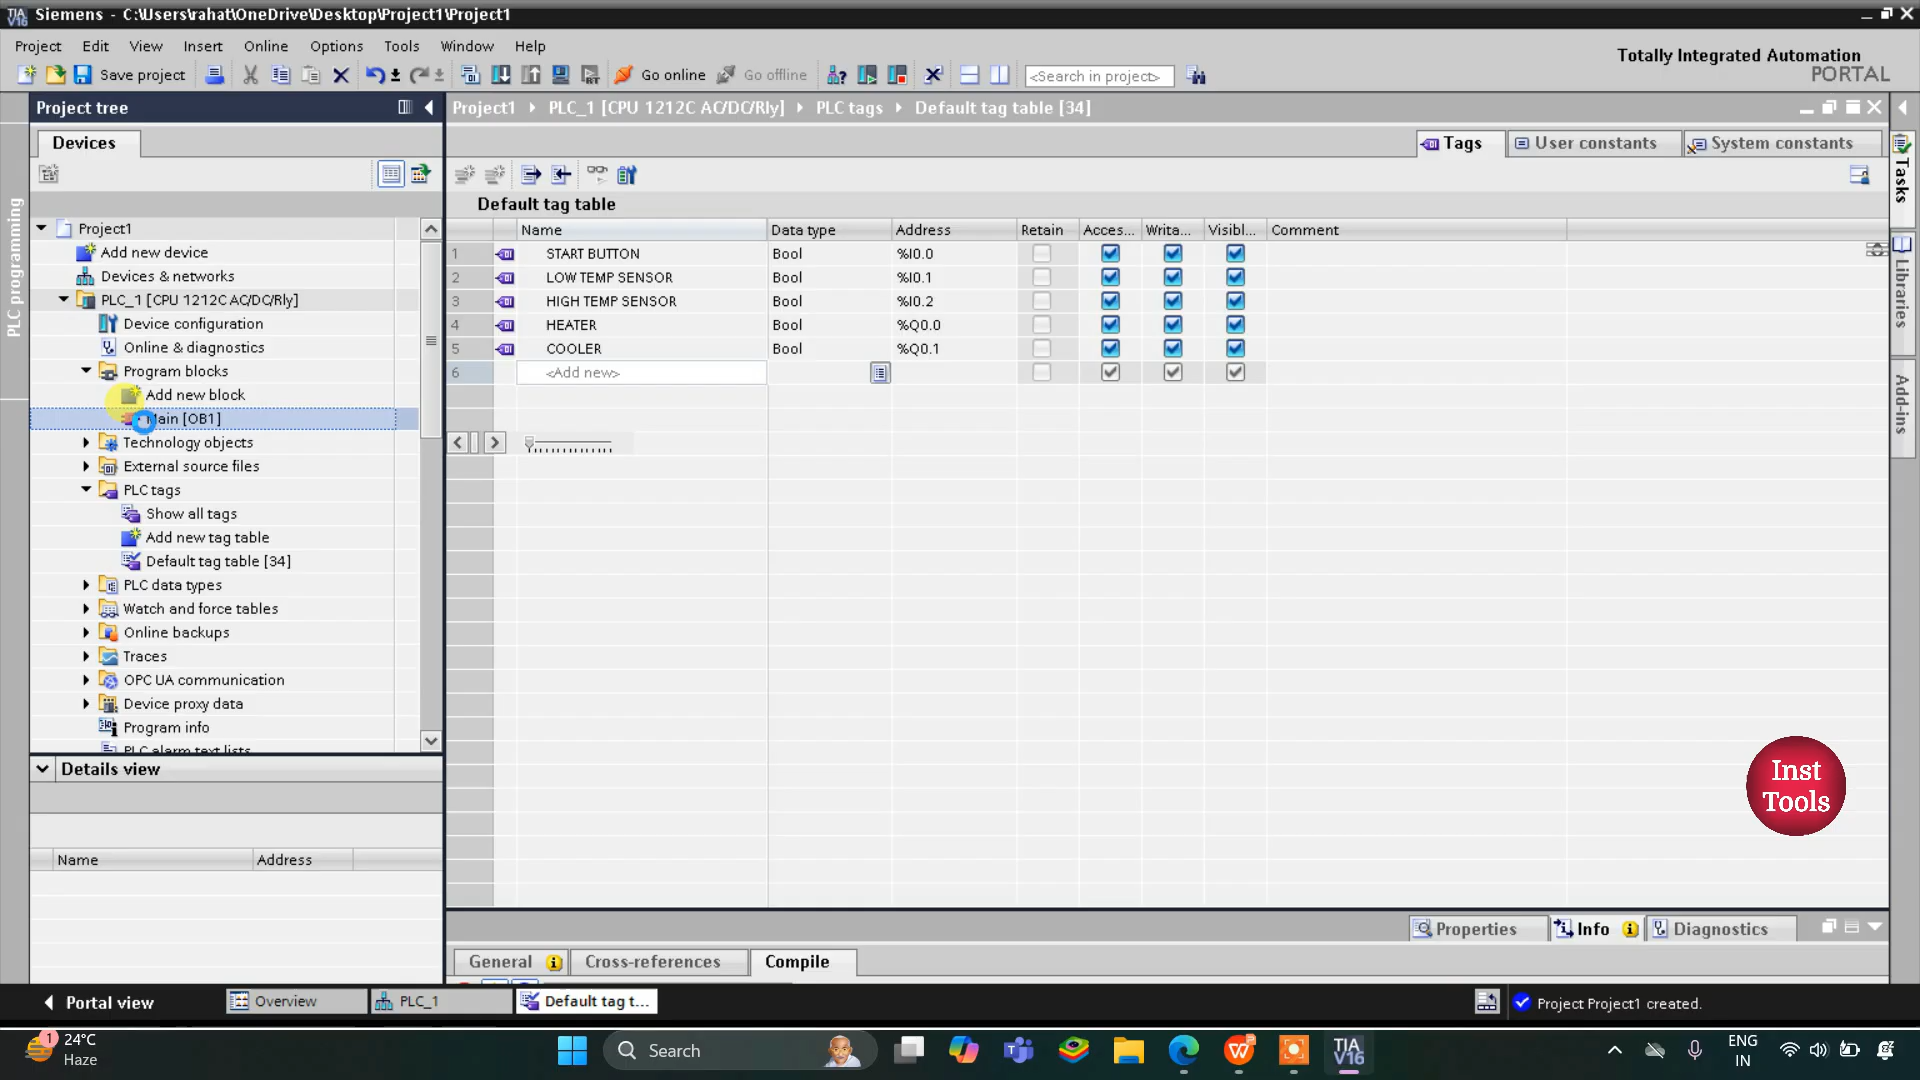 Siemens - C:\Users\rahat\OneDrive\Desktop\Project1\Project1
Project Edit View Insert Online Options Tools Window Help
Totally Integrated Automation
PORTAL
Save project
Go online
Go offline
<Search in project>
Project tree
Project1 PLC_1 [CPU 1212C AC/DC/Rly] PLC tags Default tag table [34]
Devices
Tags User constants System constants
Default tag table
Name Data type Address Retain Acces... Writa... Visibl... Comment
1 START BUTTON Bool %I0.0
2 LOW TEMP SENSOR Bool %I0.1
3 HIGH TEMP SENSOR Bool %I0.2
4 HEATER Bool %Q0.0
5 COOLER Bool %Q0.1
6 <Add new>
PLC programming
Project1
Add new device
Devices & networks
PLC_1 [CPU 1212C AC/DC/Rly]
Device configuration
Online & diagnostics
Program blocks
Add new block
Main [OB1]
Technology objects
External source files
PLC tags
Show all tags
Add new tag table
Default tag table [34]
PLC data types
Watch and force tables
Online backups
Traces
OPC UA communication
Device proxy data
Program info
PLC alarm text lists
Tasks
Libraries
Add-ins
Inst
Tools
Details view
Name Address
Properties Info Diagnostics
General Cross-references Compile
Portal view Overview PLC_1 Default tag t...
Project Project1 created.
1
24°C
Haze
Search
TIA
V16
ENG
IN